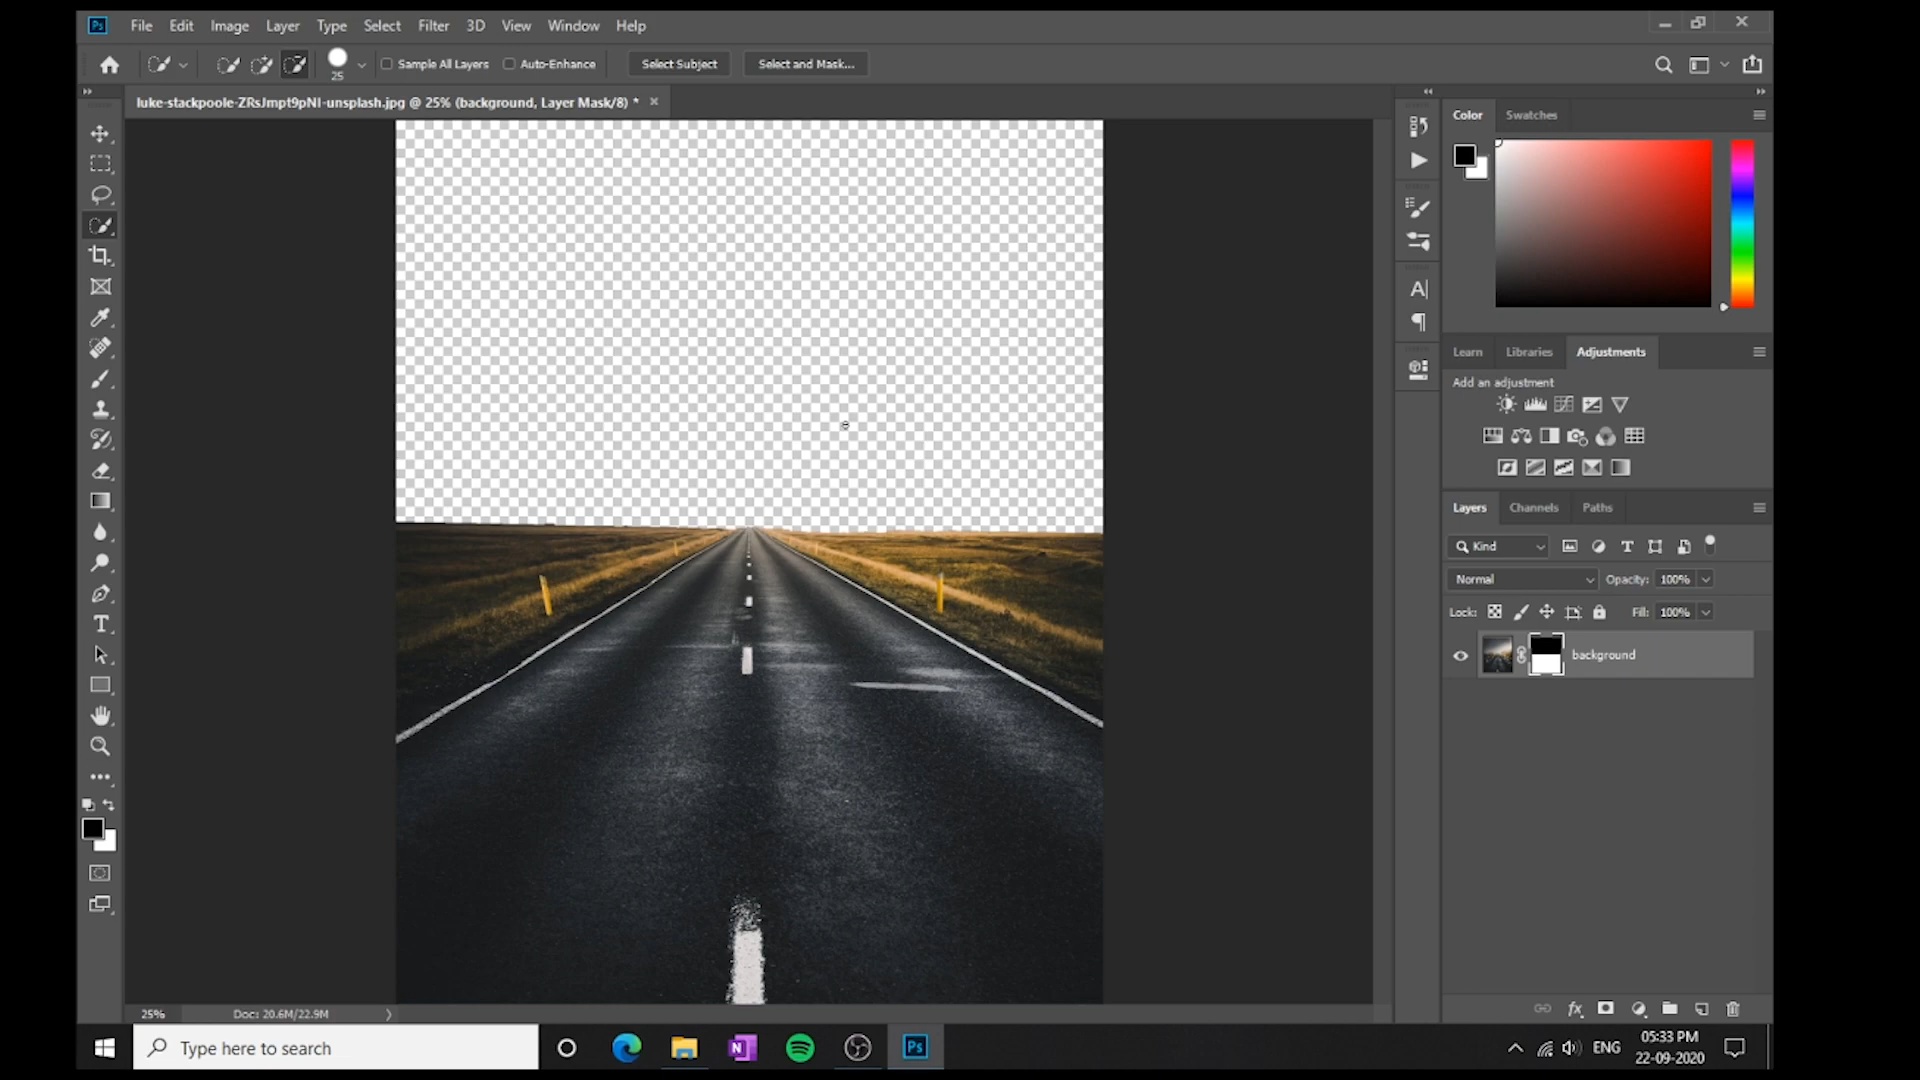 Ps File Edit Image Layer Type Select Filter 3D View Window Help
25 Sample All Layers Auto-Enhance Select Subject Select and Mask...
luke-stackpoole-ZRsJmpt9pNI-unsplash.jpg @ 25% (background, Layer Mask/8) *
Color Swatches
Learn Libraries Adjustments
Add an adjustment
Layers Channels Paths
Kind
Normal Opacity: 100%
Lock: Fill: 100%
background
25% Doc: 20.6M/22.9M
Type here to search
N
Ps
ENG
05:33 PM
22-09-2020